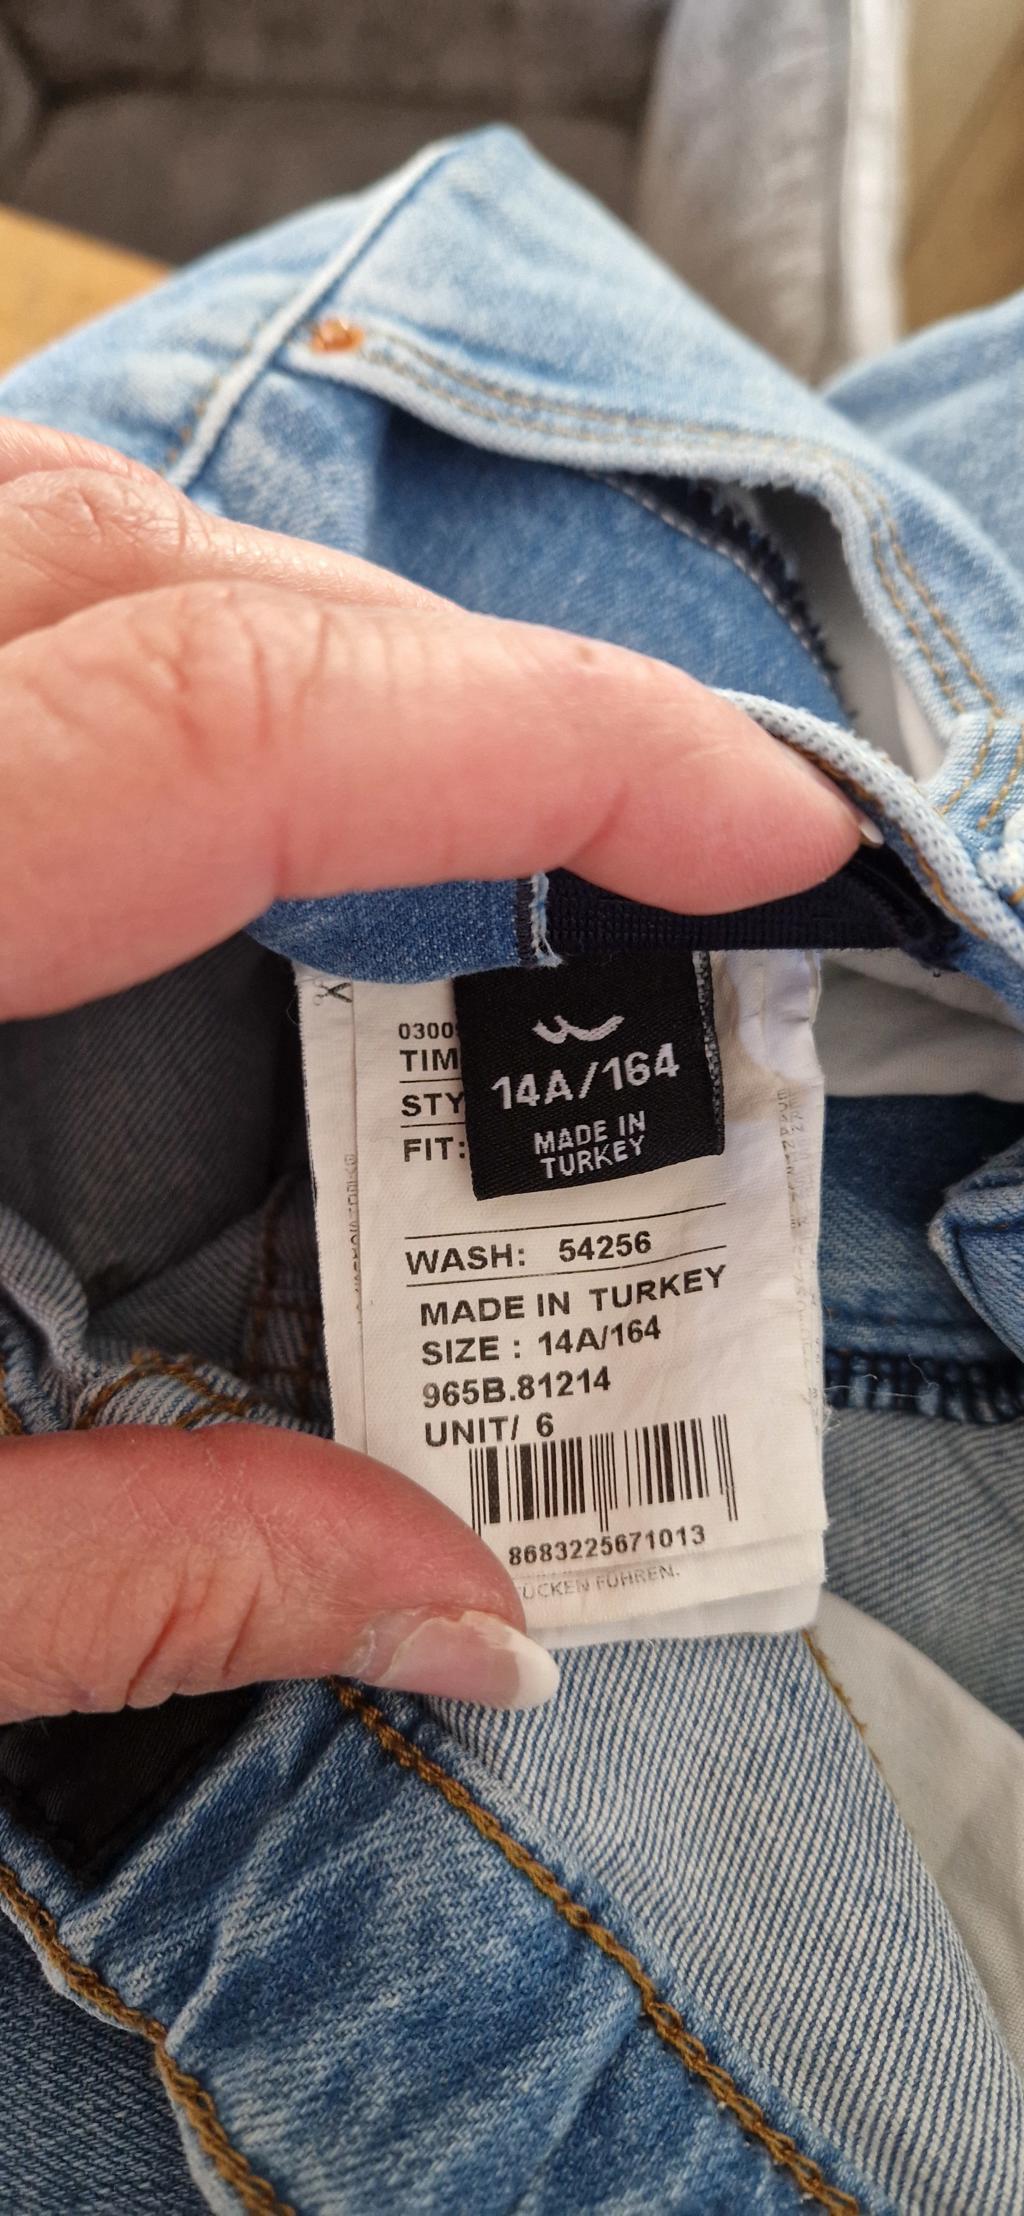 14A/164
MADE IN
TURKEY
TIM
STY
FIT:
WASH: 54256
MADE IN TURKEY
SIZE : 14A/164
965B.81214
UNIT/ 6
8683225671013
FÜHREN.